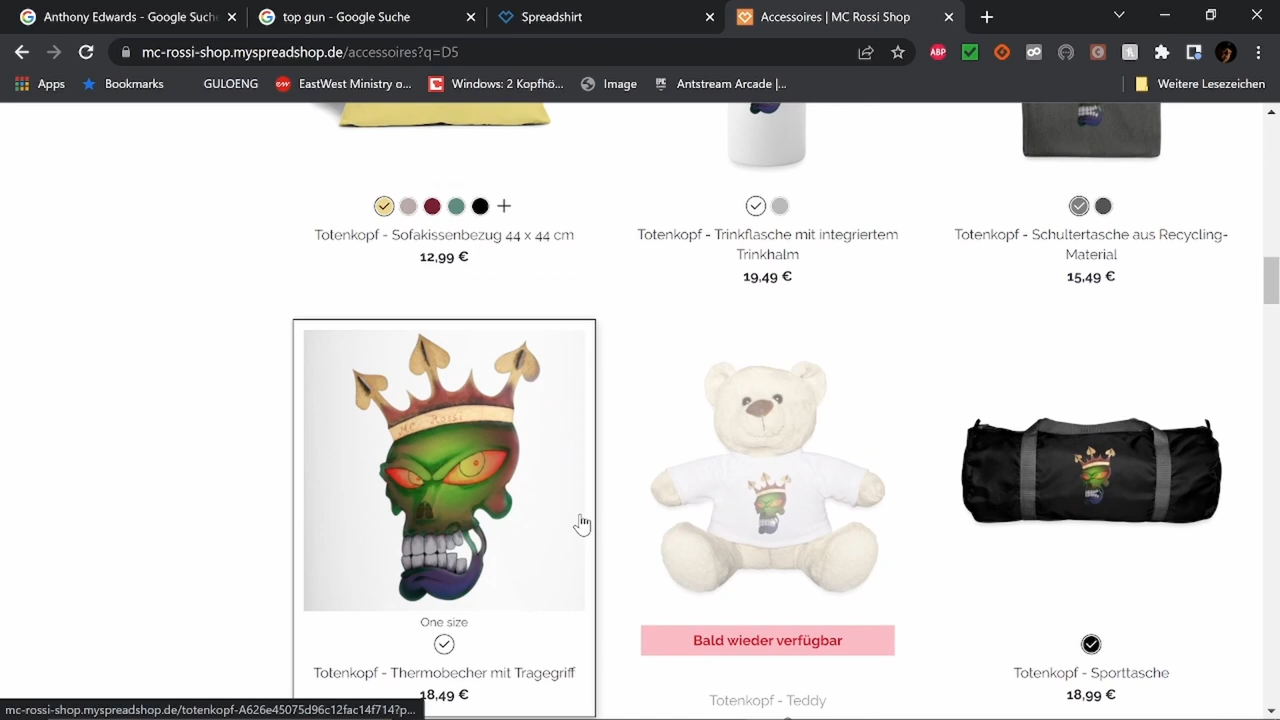 Anthony Edwards - Google Suche
top gun - Google Suche
Spreadshirt
Accessoires | MC Rossi Shop
mc-rossi-shop.myspreadshop.de/accessoires?q=D5
ABP
Apps
Bookmarks
GULOENG
EastWest Ministry o...
Windows: 2 Kopfho...
Image
Antstream Arcade |...
Weitere Lesezeichen
Totenkopf - Sofakissenbezug 44 x 44 cm
12,99 €
Totenkopf - Trinkflasche mit integriertem
Trinkhalm
19,49 €
Totenkopf - Schultertasche aus Recycling-
Material
15,49 €
MC Rossi
One size
Totenkopf - Thermobecher mit Tragegriff
18,49 €
Bald wieder verfügbar
Totenkopf - Teddy
Totenkopf - Sporttasche
18,99 €
mc-rossi-shop.myspreadshop.de/totenkopf-A626e45075d96c12fac14f714?p...